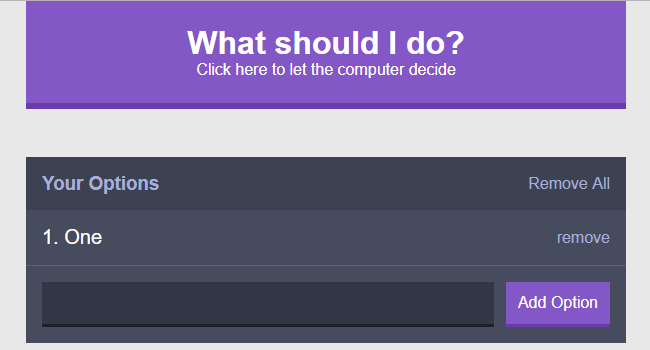 What should I do?
Click here to let the computer decide
Your Options
Remove All
1. One
remove
Add Option